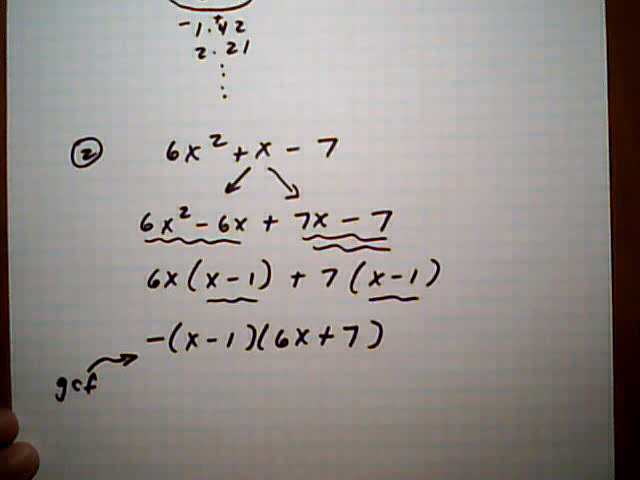 -1·+42
2·21
② 6x² + x - 7
6x² - 6x + 7x - 7
6x(x-1) + 7(x-1)
-(x-1)(6x+7)
gcf